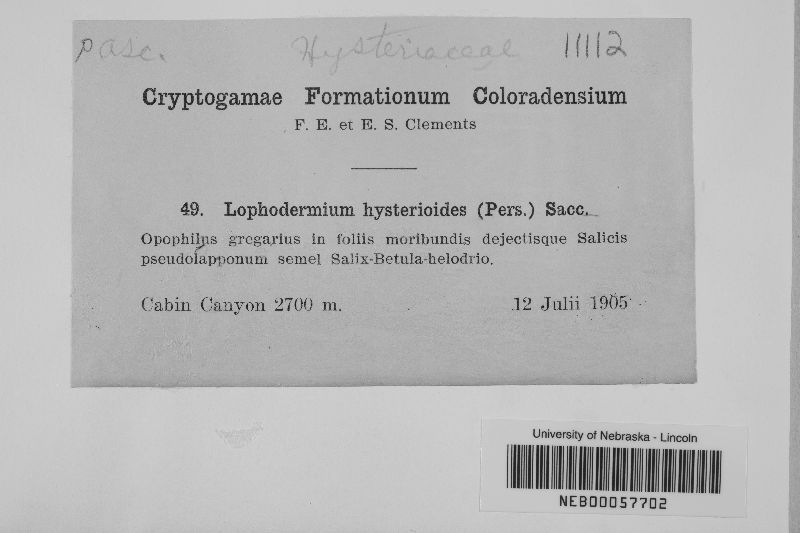 Pasc. Hysteriaceae 11112
Cryptogamae Formationum Coloradensium
F. E. et E. S. Clements
49. Lophodermium hysterioides (Pers.) Sacc.
Opophilus gregarius in foliis moribundis dejectisque Salicis
pseudolapponum semel Salix-Betula-helodrio.
Cabin Canyon 2700 m. 12 Julii 1905
University of Nebraska - Lincoln
NEB00057702